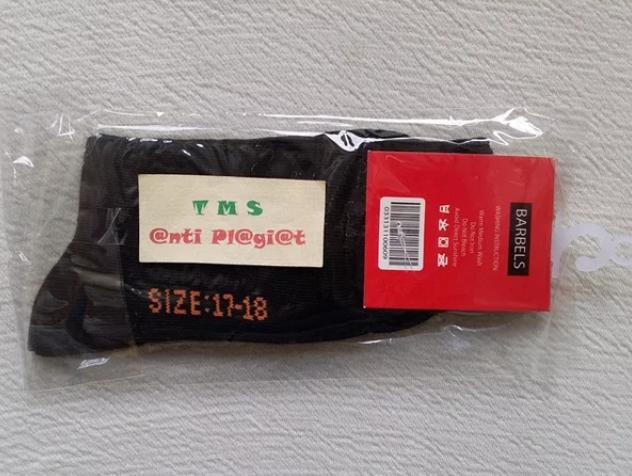 TMS
@nti Pl@gi@t
SIZE:17-18
BARBELS
WASHING INSTRUCTION
Warm Medium Wash
Do Not Iron
Do Not Bleach
Avoid Direct Sunshine